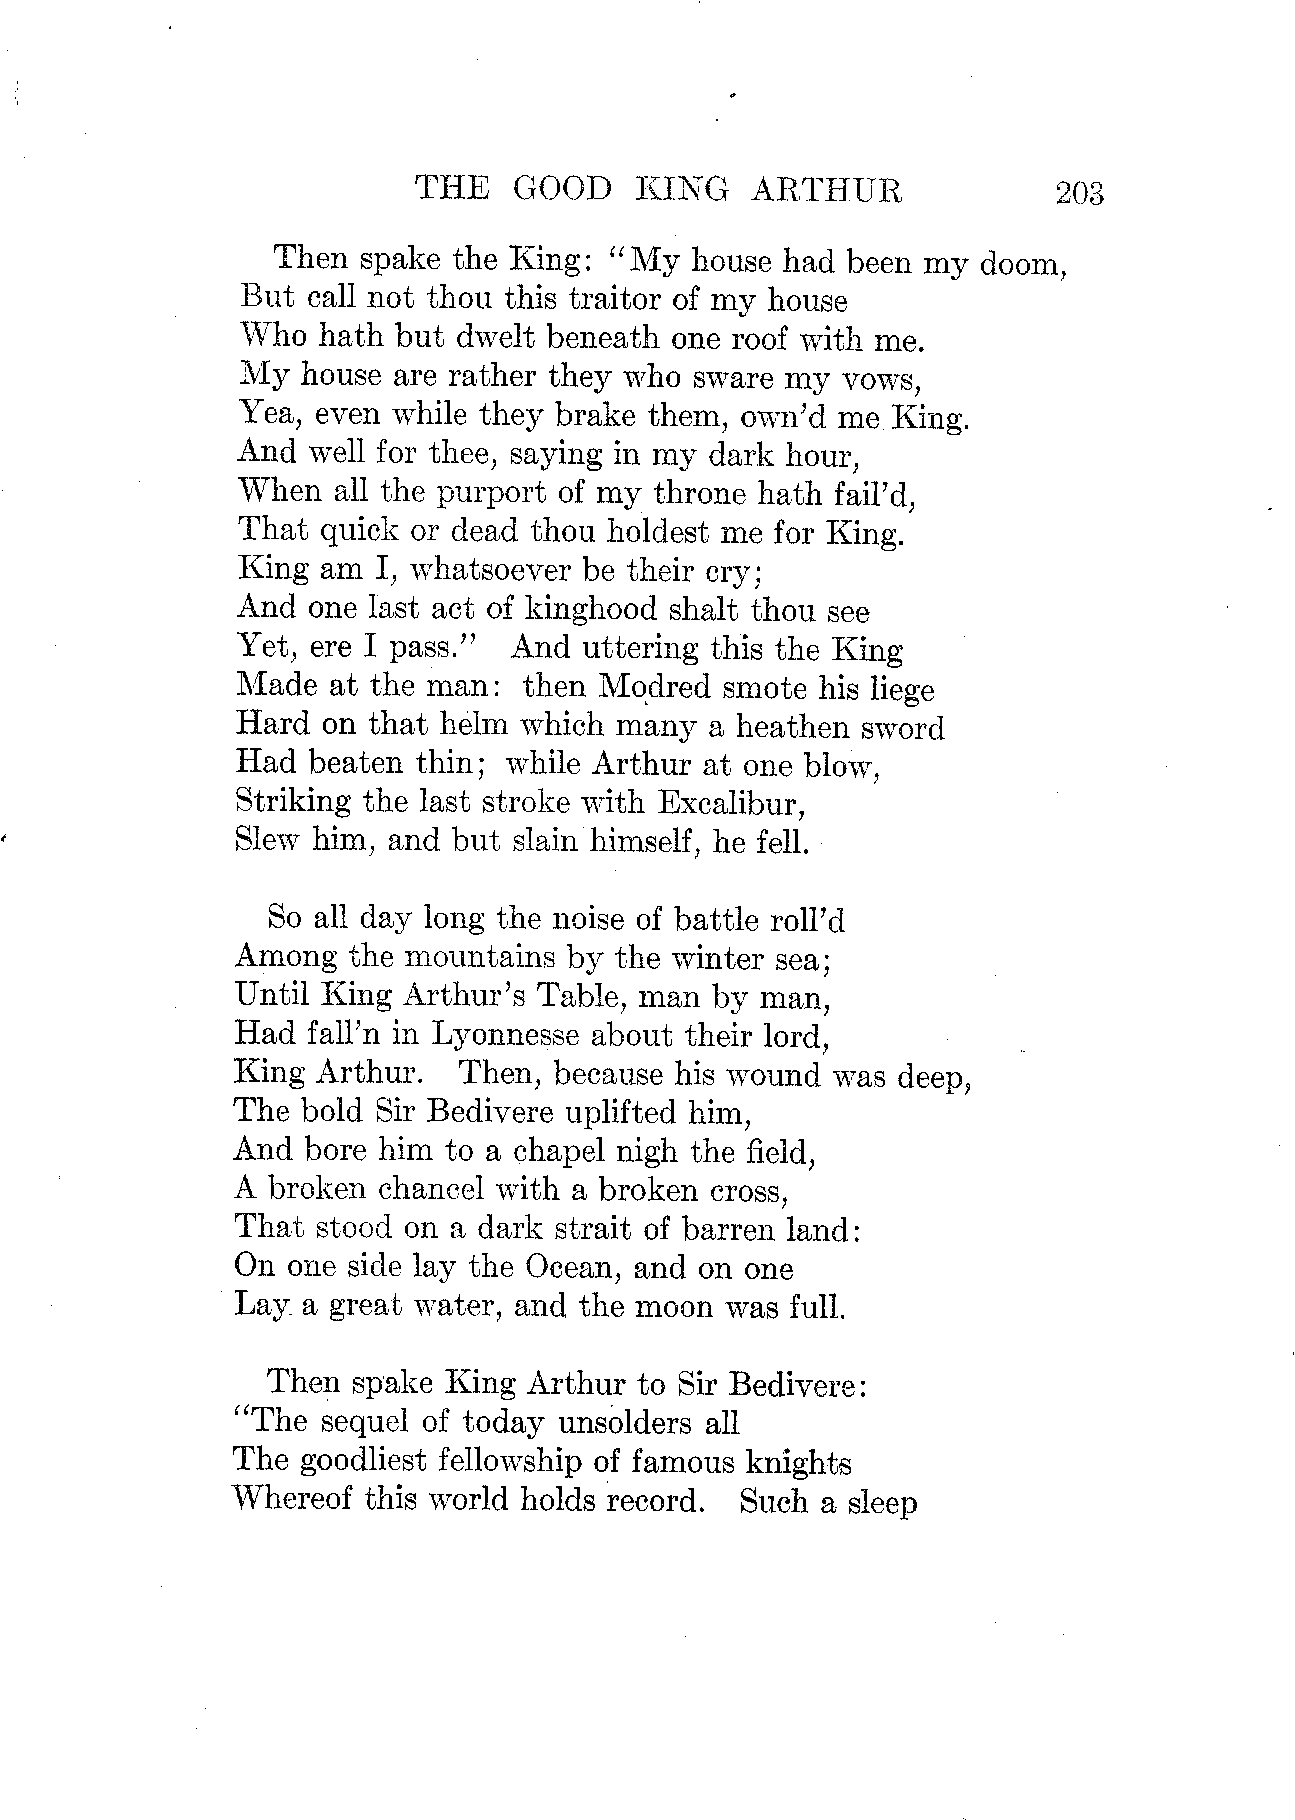 THE GOOD KING ARTHUR 203
Then spake the King: "My house had been my doom,
But call not thou this traitor of my house
Who hath but dwelt beneath one roof with me.
My house are rather they who sware my vows,
Yea, even while they brake them, own'd me King.
And well for thee, saying in my dark hour,
When all the purport of my throne hath fail'd,
That quick or dead thou holdest me for King.
King am I, whatsoever be their cry;
And one last act of kinghood shalt thou see
Yet, ere I pass." And uttering this the King
Made at the man: then Modred smote his liege
Hard on that helm which many a heathen sword
Had beaten thin; while Arthur at one blow,
Striking the last stroke with Excalibur,
Slew him, and but slain himself, he fell.
So all day long the noise of battle roll'd
Among the mountains by the winter sea;
Until King Arthur's Table, man by man,
Had fall'n in Lyonnesse about their lord,
King Arthur. Then, because his wound was deep,
The bold Sir Bedivere uplifted him,
And bore him to a chapel nigh the field,
A broken chancel with a broken cross,
That stood on a dark strait of barren land:
On one side lay the Ocean, and on one
Lay a great water, and the moon was full.
Then spake King Arthur to Sir Bedivere:
"The sequel of today unsolders all
The goodliest fellowship of famous knights
Whereof this world holds record. Such a sleep